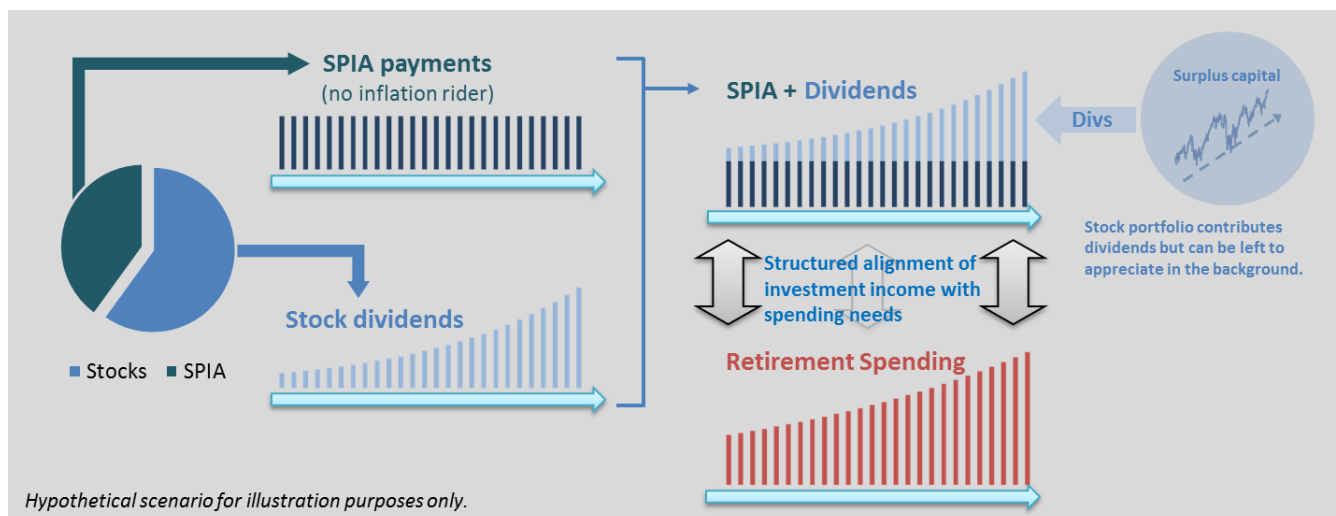 SPIA payments
(no inflation rider)
Stock dividends
Stocks SPIA
SPIA + Dividends
Divs
Surplus capital
Stock portfolio contributes
dividends but can be left to
appreciate in the background.
Structured alignment of
investment income with
spending needs
Retirement Spending
Hypothetical scenario for illustration purposes only.